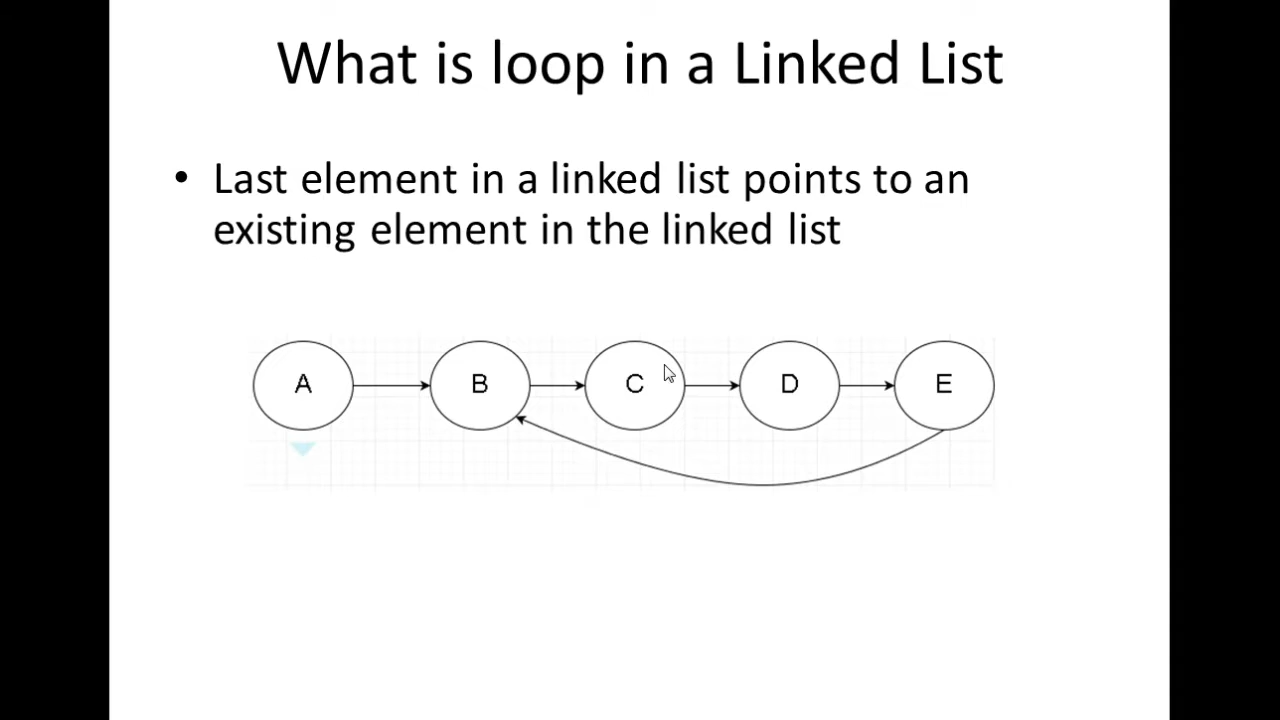 What is loop in a Linked List
• Last element in a linked list points to an
existing element in the linked list
A B C D E